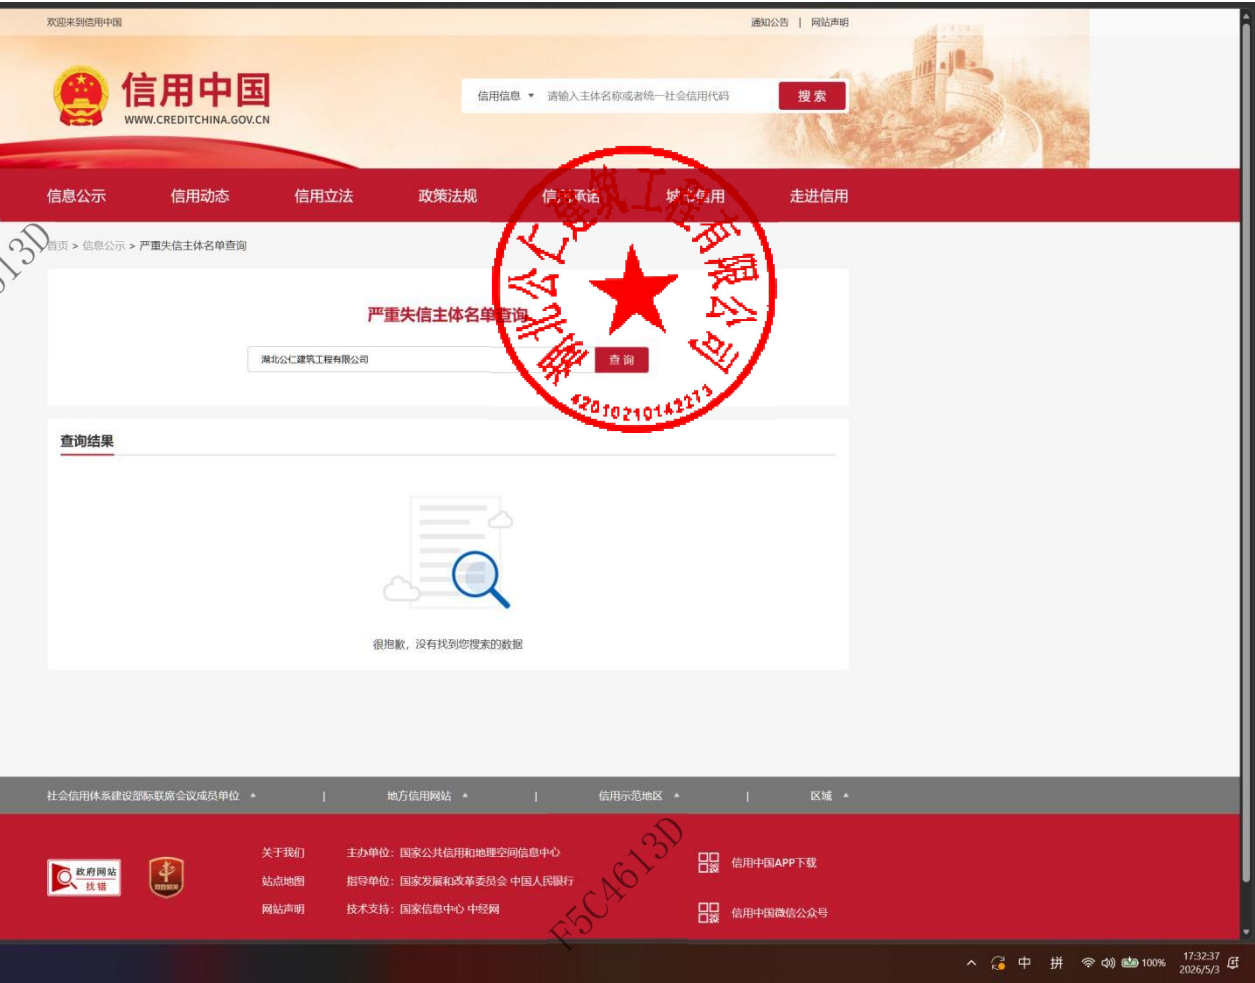 欢迎来到信用中国
通知公告 | 网站声明
信用中国
WWW.CREDITCHINA.GOV.CN
信用信息 请输入主体名称或者统一社会信用代码 搜索
信息公示 信用动态 信用立法 政策法规 信用承诺 城市信用 走进信用
首页 > 信息公示 > 严重失信主体名单查询
严重失信主体名单查询
湖北公仁建筑工程有限公司 查询
湖北公仁建筑工程有限公司
42010210142273
查询结果
很抱歉，没有找到您搜索的数据
社会信用体系建设部际联席会议成员单位 | 地方信用网站 | 信用示范地区 | 区域
政府网站
找错
党政机关
关于我们 主办单位：国家公共信用和地理空间信息中心
站点地图 指导单位：国家发展和改革委员会 中国人民银行
网站声明 技术支持：国家信息中心 中经网
信用中国APP下载
信用中国微信公众号
F5C4613D
613D
中 拼 100% 17:32:37
2026/5/3